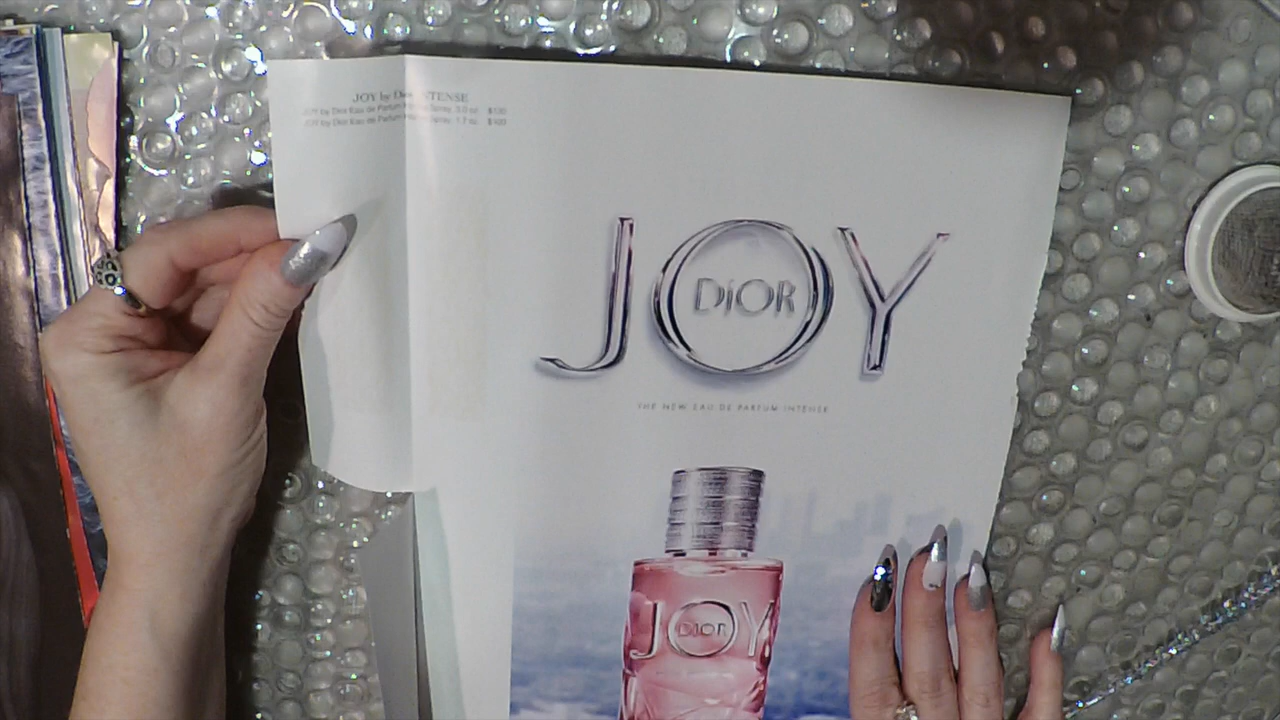 JOY by Dior INTENSE
JOY by Dior Eau de Parfum Intense Spray, 3.0 oz. $130
JOY by Dior Eau de Parfum Intense Spray, 1.7 oz. $100
JOY
DIOR
THE NEW EAU DE PARFUM INTENSE
JOY
DIOR